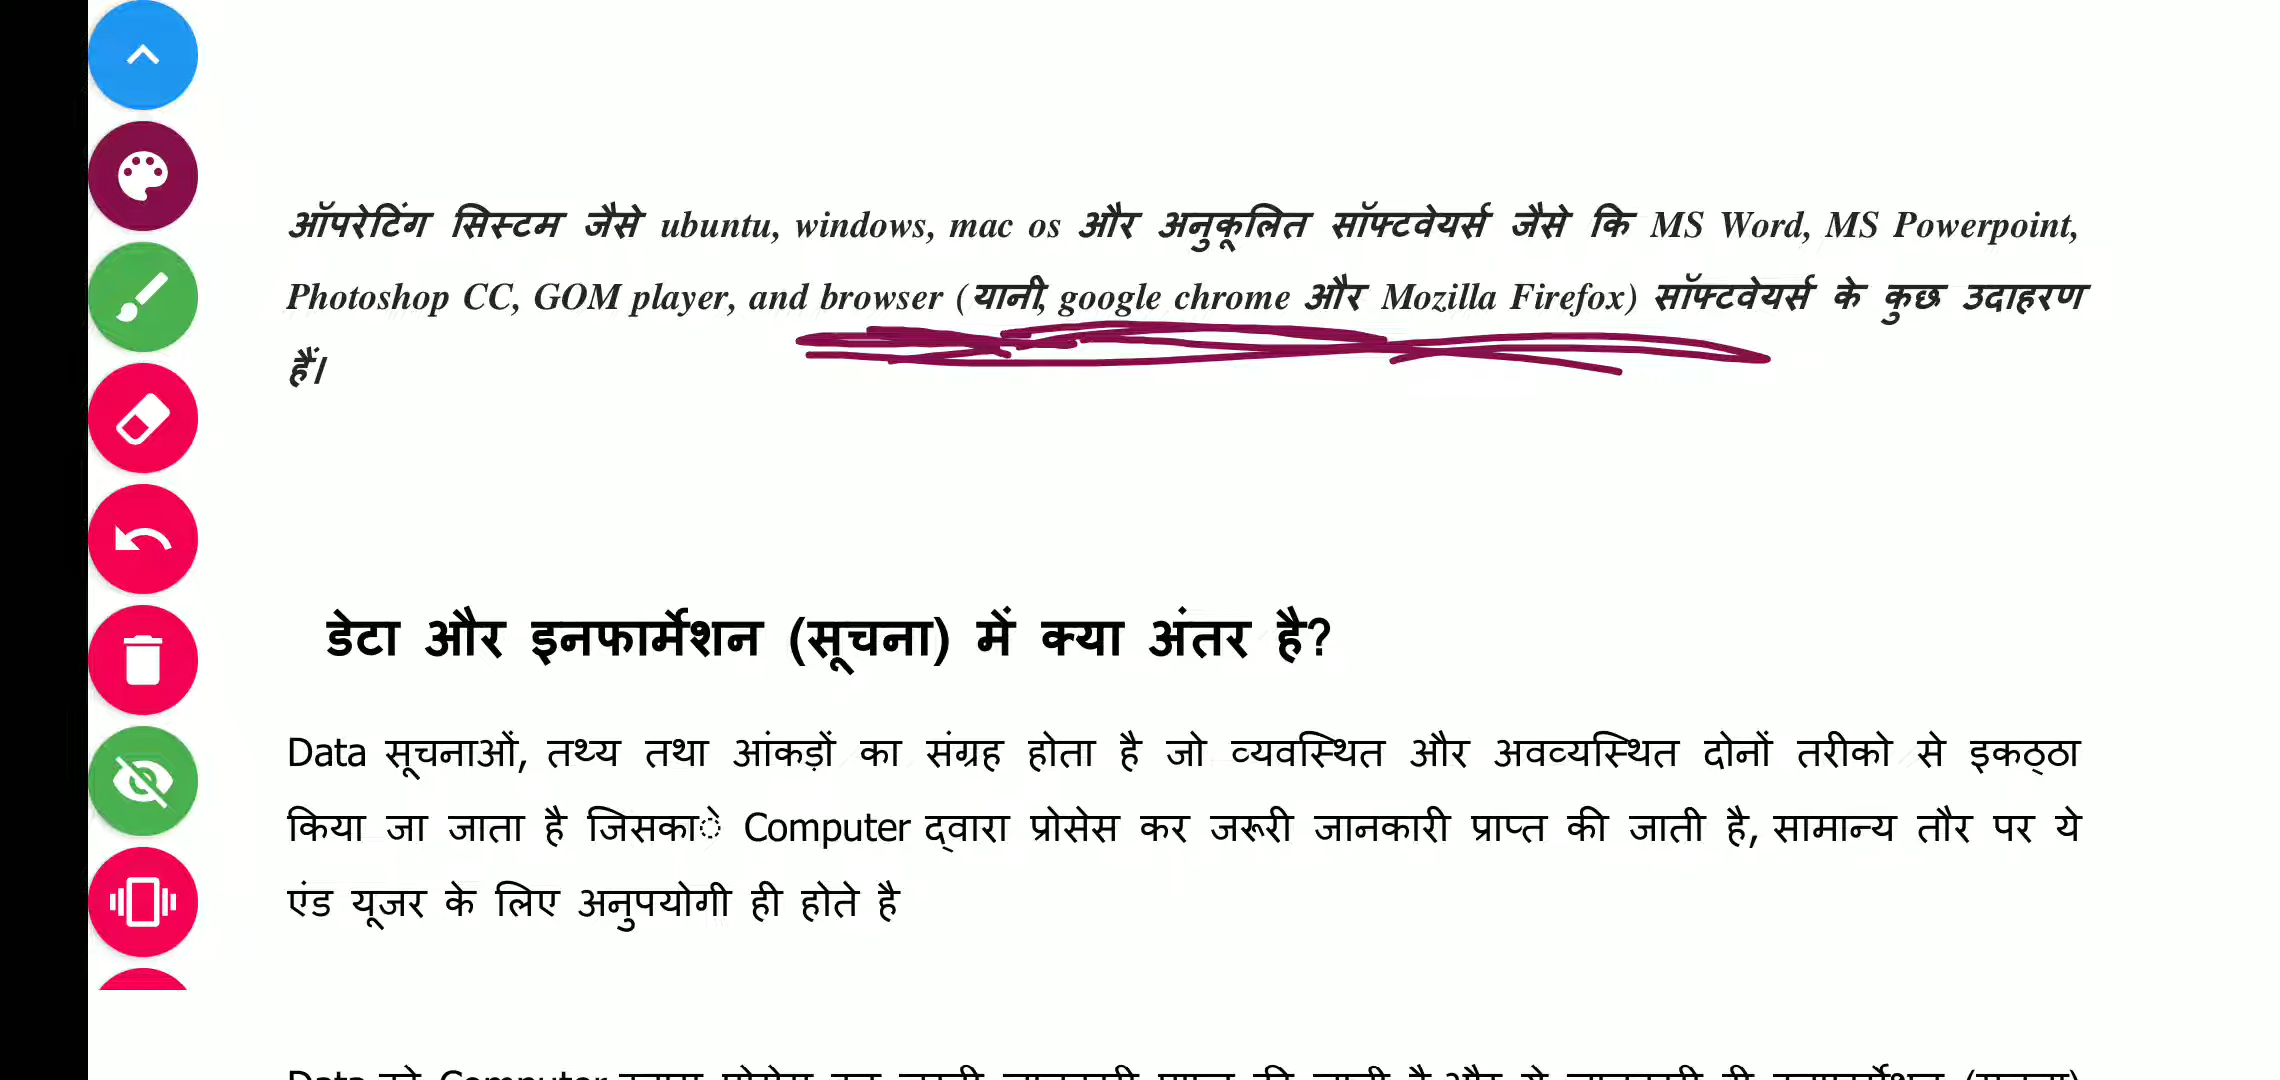 ऑपरेटिंग सिस्टम जैसे ubuntu, windows, mac os और अनुकूलित सॉफ्टवेयर्स जैसे कि MS Word, MS Powerpoint,
Photoshop CC, GOM player, and browser (यानी, google chrome और Mozilla Firefox) सॉफ्टवेयर्स के कुछ उदाहरण
हैं।
डेटा और इनफार्मेशन (सूचना) में क्या अंतर है?
Data सूचनाओं, तथ्य तथा आंकड़ों का संग्रह होता है जो व्यवस्थित और अवव्यस्थित दोनों तरीको से इकठ्ठा
किया जा जाता है जिसकाे Computer द्वारा प्रोसेस कर जरूरी जानकारी प्राप्त की जाती है, सामान्य तौर पर ये
एंड यूजर के लिए अनुपयोगी ही होते है